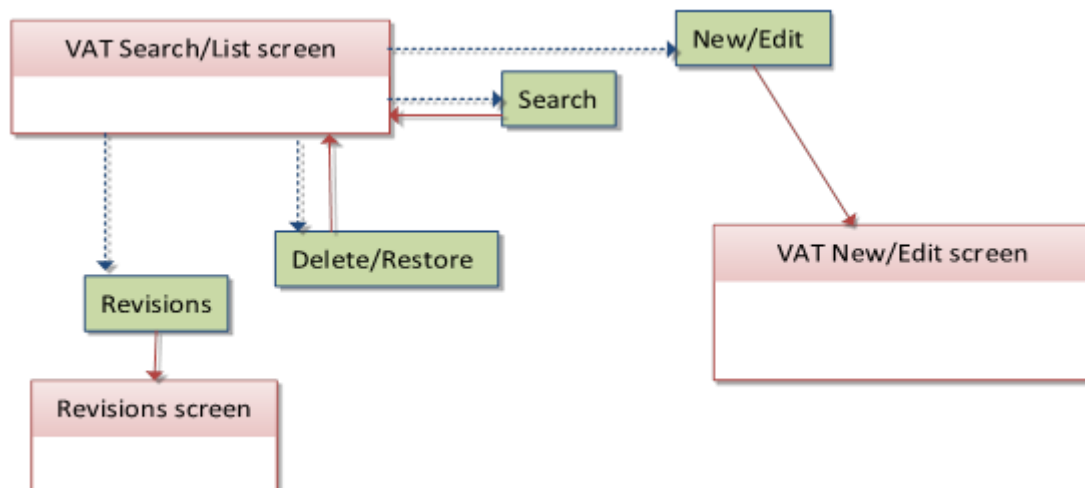 VAT Search/List screen
New/Edit
Search
Delete/Restore
VAT New/Edit screen
Revisions
Revisions screen